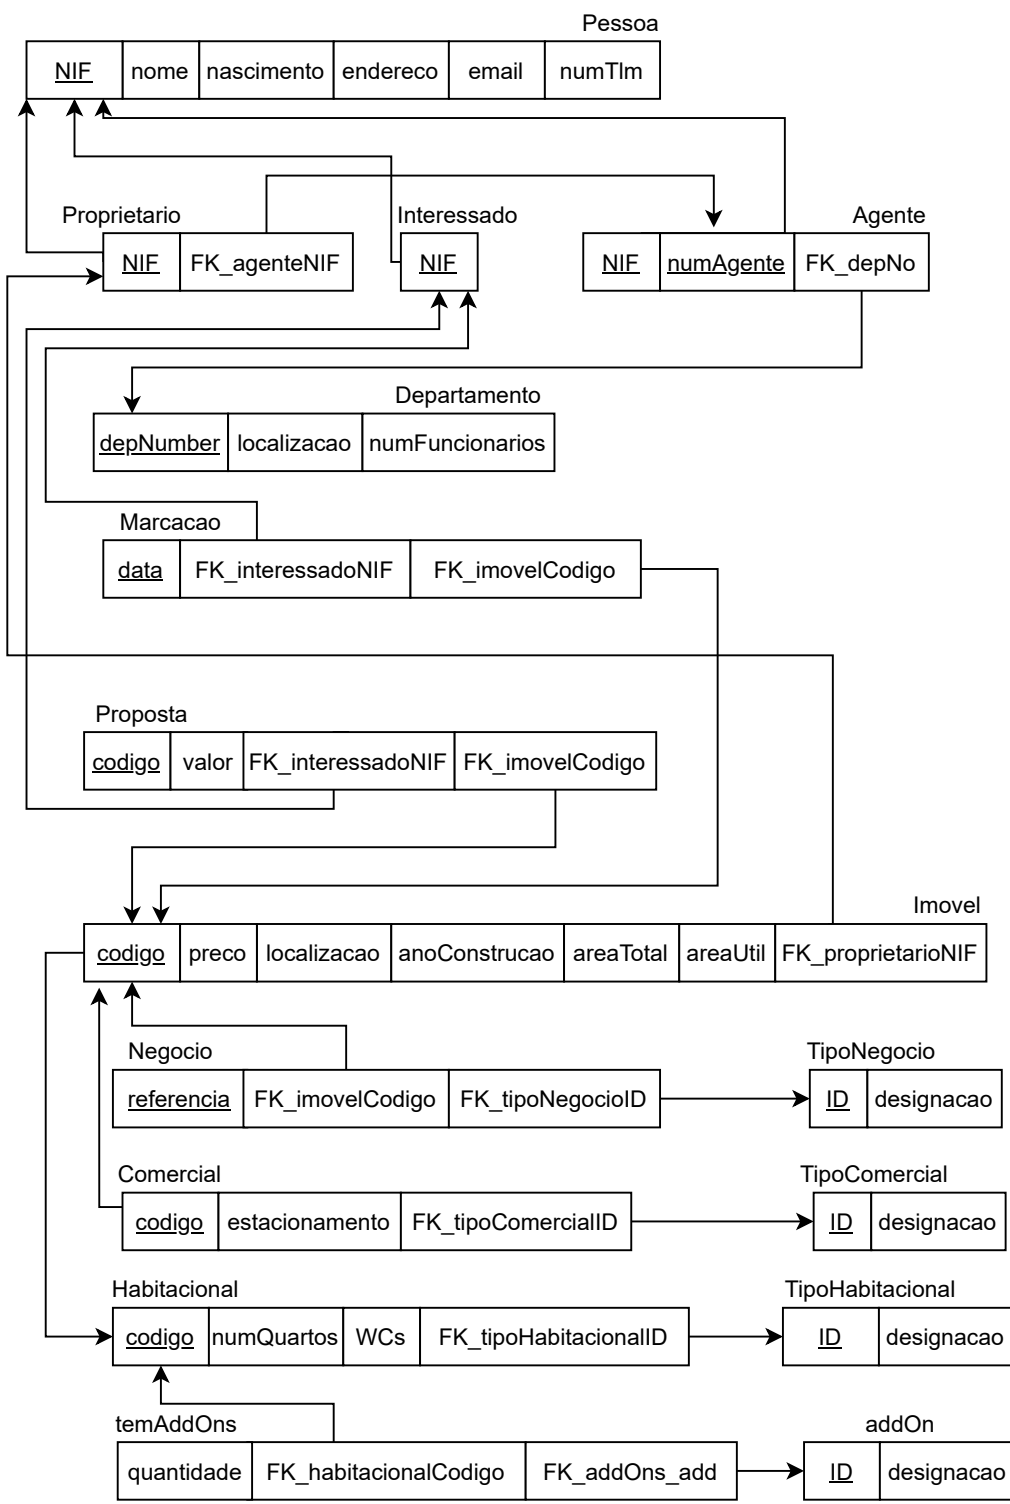 Pessoa
NIF nome nascimento endereco email numTlm
Proprietario Interessado Agente
NIF FK_agenteNIF NIF NIF numAgente FK_depNo
Departamento
depNumber localizacao numFuncionarios
Marcacao
data FK_interessadoNIF FK_imovelCodigo
Proposta
codigo valor FK_interessadoNIF FK_imovelCodigo
Imovel
codigo preco localizacao anoConstrucao areaTotal areaUtil FK_proprietarioNIF
Negocio TipoNegocio
referencia FK_imovelCodigo FK_tipoNegocioID ID designacao
Comercial TipoComercial
codigo estacionamento FK_tipoComercialID ID designacao
Habitacional TipoHabitacional
codigo numQuartos WCs FK_tipoHabitacionalID ID designacao
temAddOns addOn
quantidade FK_habitacionalCodigo FK_addOns_add ID designacao